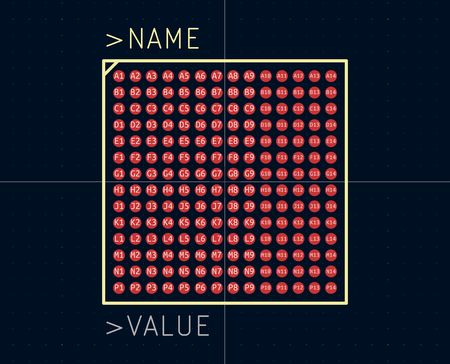 >NAME
A1 A2 A3 A4 A5 A6 A7 A8 A9 A10 A11 A12 A13 A14
B1 B2 B3 B4 B5 B6 B7 B8 B9 B10 B11 B12 B13 B14
C1 C2 C3 C4 C5 C6 C7 C8 C9 C10 C11 C12 C13 C14
D1 D2 D3 D4 D5 D6 D7 D8 D9 D10 D11 D12 D13 D14
E1 E2 E3 E4 E5 E6 E7 E8 E9 E10 E11 E12 E13 E14
F1 F2 F3 F4 F5 F6 F7 F8 F9 F10 F11 F12 F13 F14
G1 G2 G3 G4 G5 G6 G7 G8 G9 G10 G11 G12 G13 G14
H1 H2 H3 H4 H5 H6 H7 H8 H9 H10 H11 H12 H13 H14
J1 J2 J3 J4 J5 J6 J7 J8 J9 J10 J11 J12 J13 J14
K1 K2 K3 K4 K5 K6 K7 K8 K9 K10 K11 K12 K13 K14
L1 L2 L3 L4 L5 L6 L7 L8 L9 L10 L11 L12 L13 L14
M1 M2 M3 M4 M5 M6 M7 M8 M9 M10 M11 M12 M13 M14
N1 N2 N3 N4 N5 N6 N7 N8 N9 N10 N11 N12 N13 N14
P1 P2 P3 P4 P5 P6 P7 P8 P9 P10 P11 P12 P13 P14
>VALUE